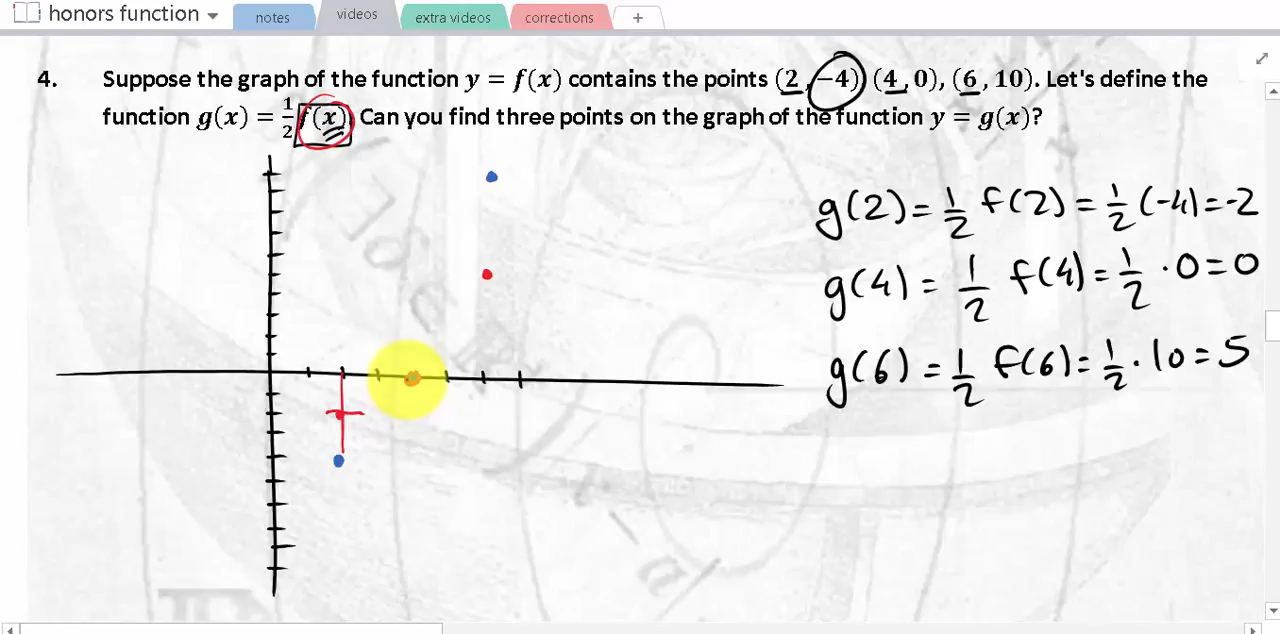 honors function
notes
videos
extra videos
corrections
+
4. Suppose the graph of the function y = f(x) contains the points (2, −4), (4, 0), (6, 10). Let's define the
function g(x) = 1/2 f(x). Can you find three points on the graph of the function y = g(x)?
g(2) = 1/2 f(2) = 1/2 (-4) = -2
g(4) = 1/2 f(4) = 1/2 · 0 = 0
g(6) = 1/2 f(6) = 1/2 · 10 = 5